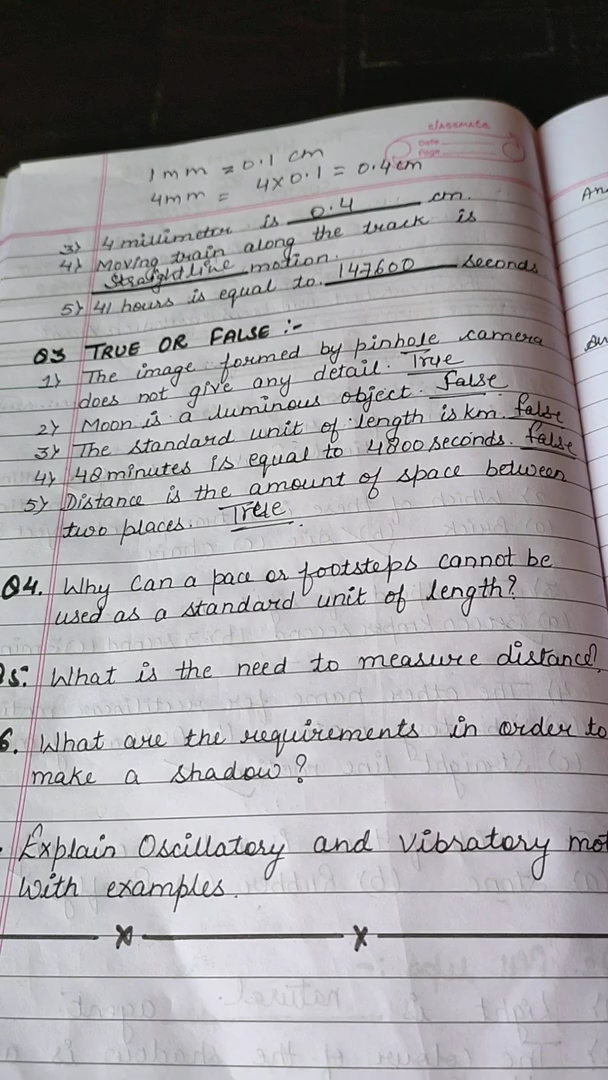 classmate
Date
Page
1mm = 0.1 cm
4mm = 4x0.1 = 0.4cm
3) 4 millimeter is 0.4 cm.
4) Moving train along the track is
Straight line motion.
5) 41 hours is equal to. 147600 seconds
Q3 TRUE OR FALSE :-
1) The image formed by pinhole camera
does not give any detail. True
2) Moon is a luminous object. false
3) The standard unit of length is km. false
4) 48 minutes is equal to 4800 seconds. false
5) Distance is the amount of space between
two places. True
Q4. Why can a pace or footsteps cannot be
used as a standard unit of length?
5. What is the need to measure distance?
6. What are the requirements in order to
make a shadow?
Explain Oscillatory and vibratory mot
with examples.
x x
An